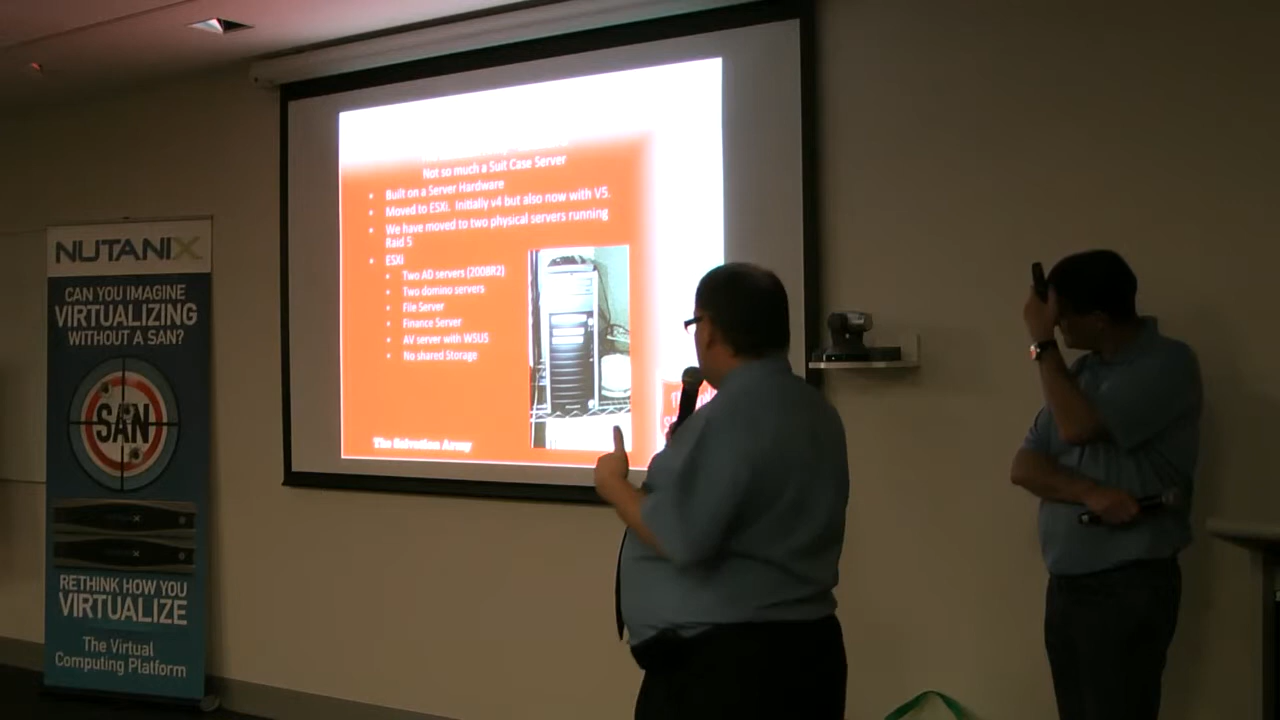 NUTANIX
CAN YOU IMAGINE
VIRTUALIZING
WITHOUT A SAN?
SAN
RETHINK HOW YOU
VIRTUALIZE
The Virtual
Computing Platform
Not so much a Suit Case Server
• Built on a Server Hardware
• Moved to ESXi. Initially v4 but also now with V5.
• We have moved to two physical servers running
Raid 5
• ESXi
• Two AD servers (2008R2)
• Two domino servers
• File Server
• Finance Server
• AV server with WSUS
• No shared Storage
The Salvation Army